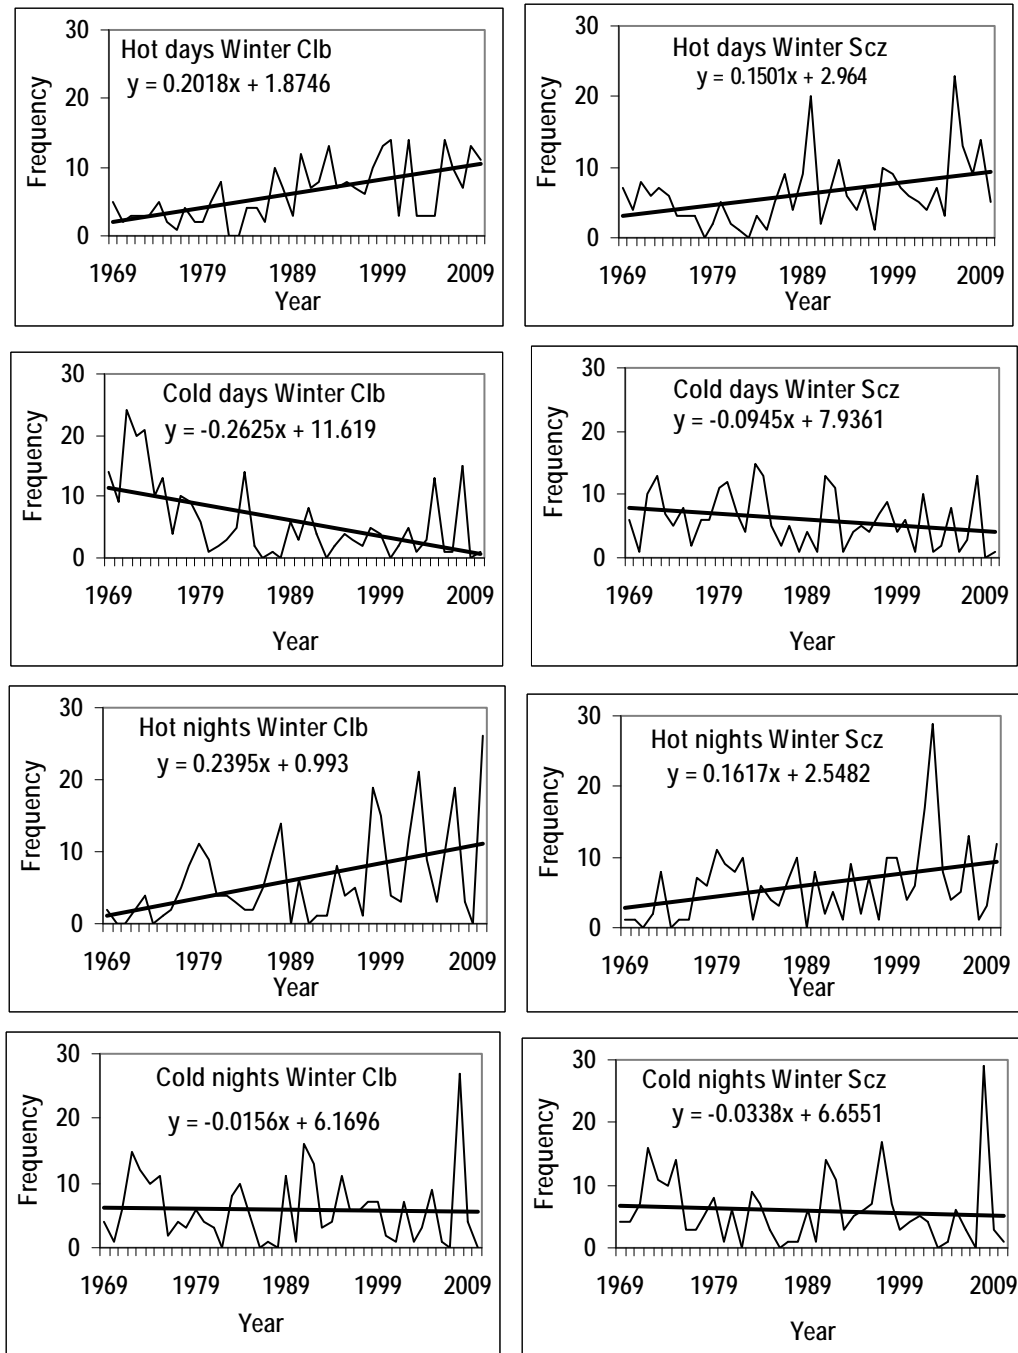 Hot days Winter Clb
y = 0.2018x + 1.8746
Frequency
30
20
10
0
1969 1979 1989 1999 2009
Year
Hot days Winter Scz
y = 0.1501x + 2.964
Frequency
30
20
10
0
1969 1979 1989 1999 2009
Year
Cold days Winter Clb
y = -0.2625x + 11.619
Frequency
30
20
10
0
1969 1979 1989 1999 2009
Year
Cold days Winter Scz
y = -0.0945x + 7.9361
Frequency
30
20
10
0
1969 1979 1989 1999 2009
Year
Hot nights Winter Clb
y = 0.2395x + 0.993
Frequency
30
20
10
0
1969 1979 1989 1999 2009
Year
Hot nights Winter Scz
y = 0.1617x + 2.5482
Frequency
30
20
10
0
1969 1979 1989 1999 2009
Year
Cold nights Winter Clb
y = -0.0156x + 6.1696
Frequency
30
20
10
0
1969 1979 1989 1999 2009
Year
Cold nights Winter Scz
y = -0.0338x + 6.6551
Frequency
30
20
10
0
1969 1979 1989 1999 2009
Year